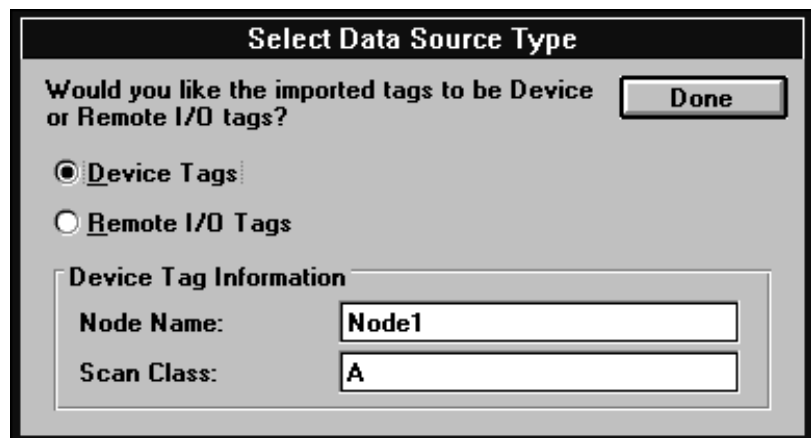 Select Data Source Type
Would you like the imported tags to be Device
or Remote I/O tags?
Done
Device Tags
Remote I/O Tags
Device Tag Information
Node Name: Node1
Scan Class: A